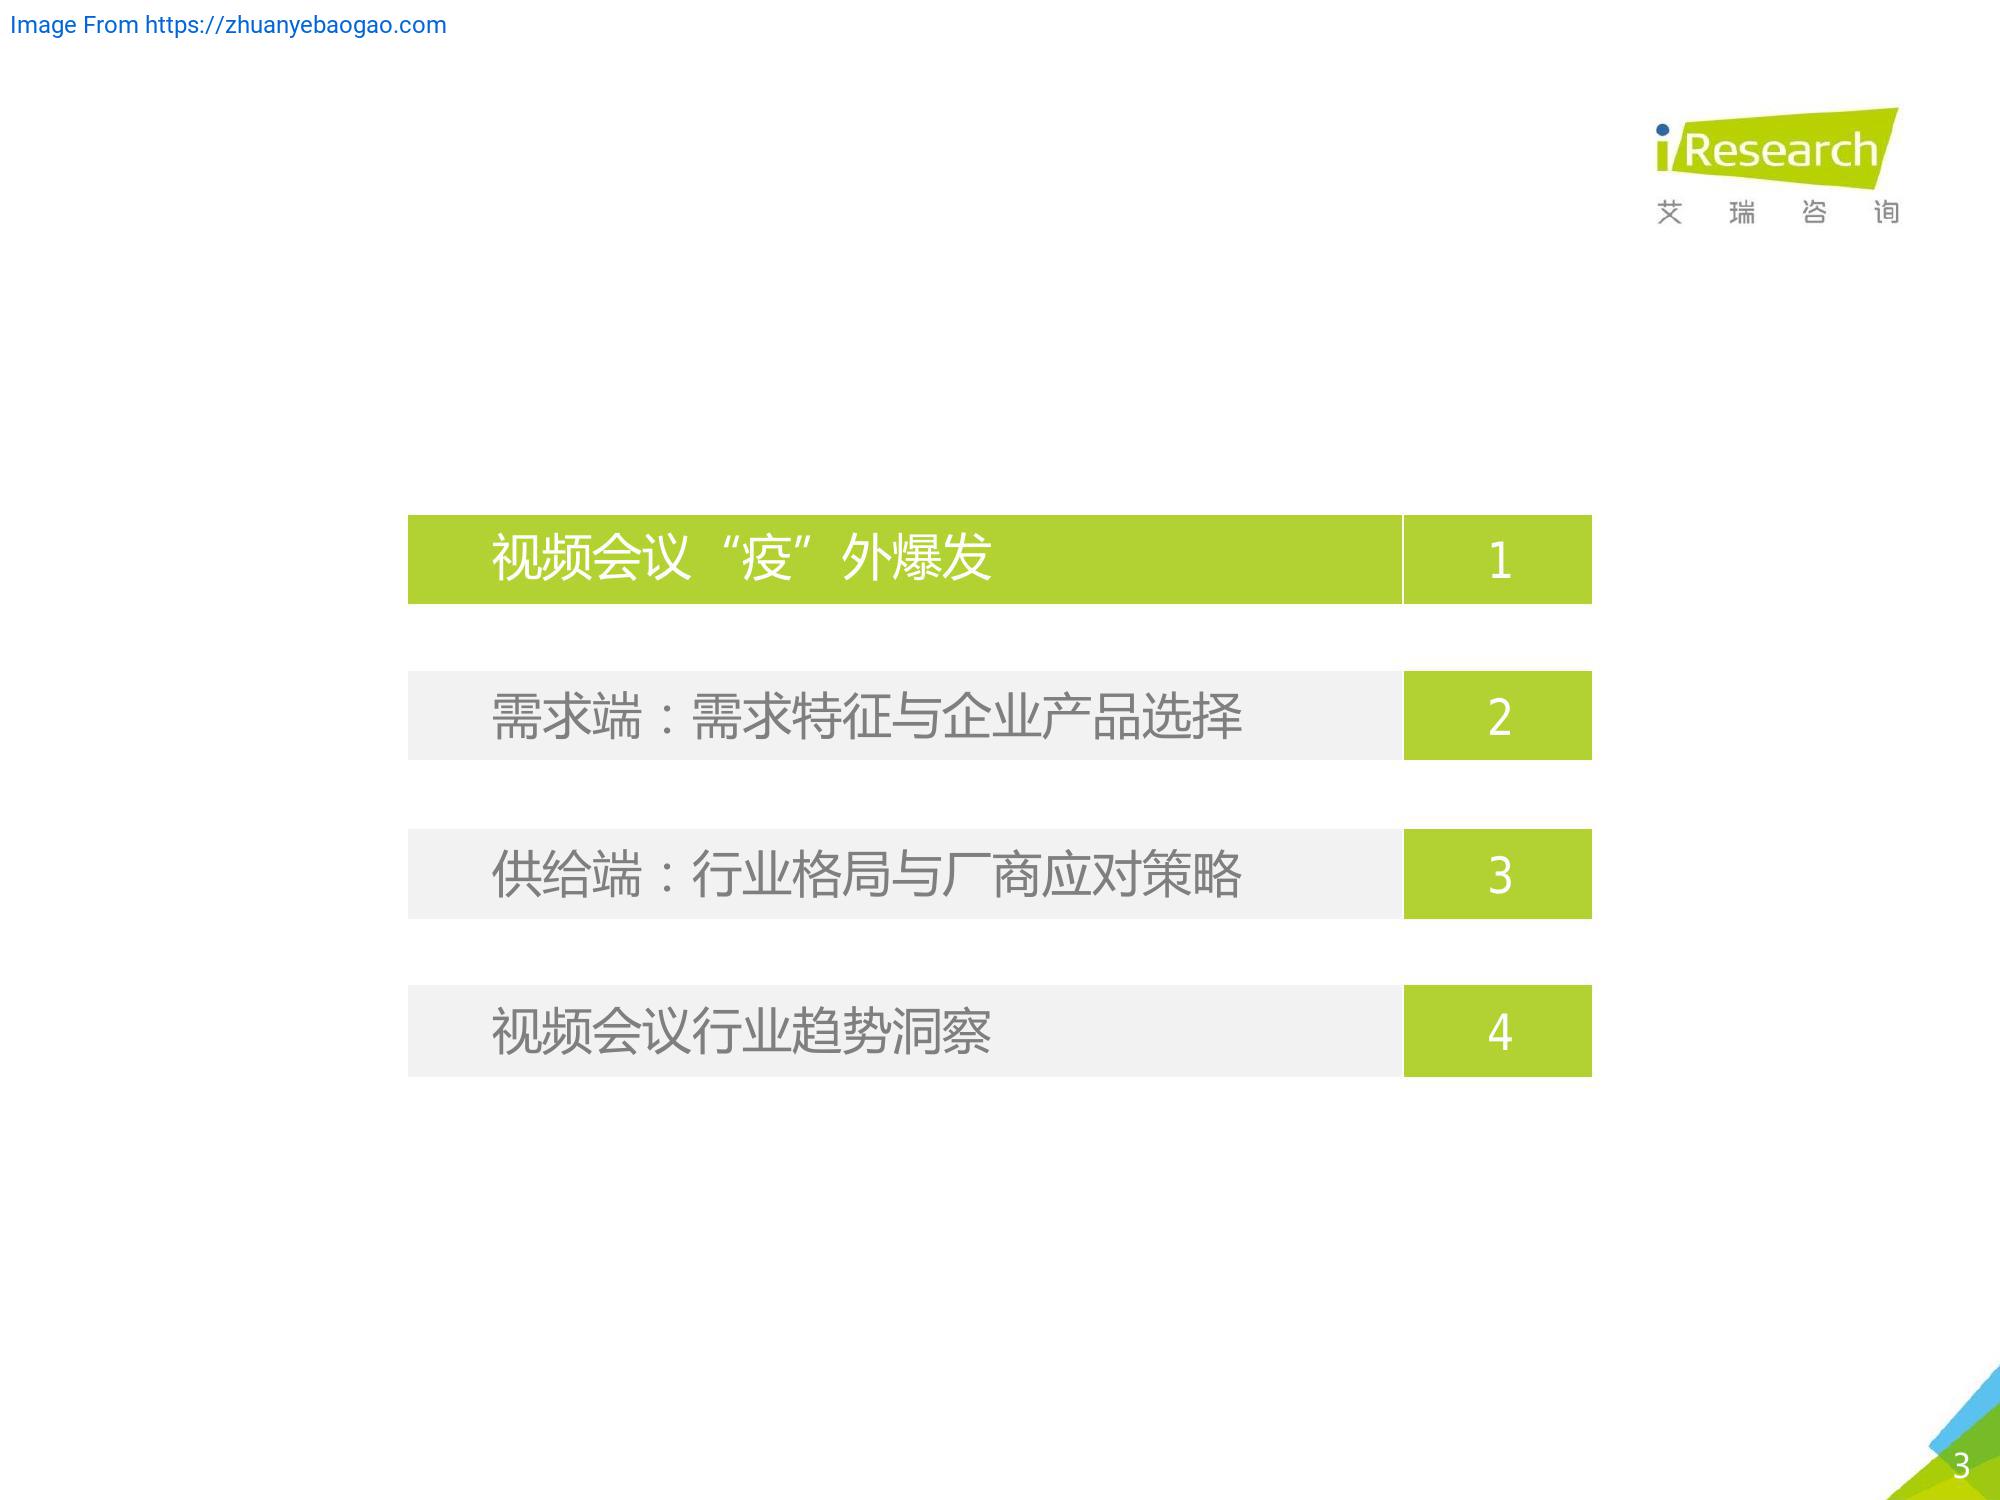 Image From https://zhuanyebaogao.com
iResearch
艾瑞咨询
视频会议“疫”外爆发 1
需求端：需求特征与企业产品选择 2
供给端：行业格局与厂商应对策略 3
视频会议行业趋势洞察 4
3